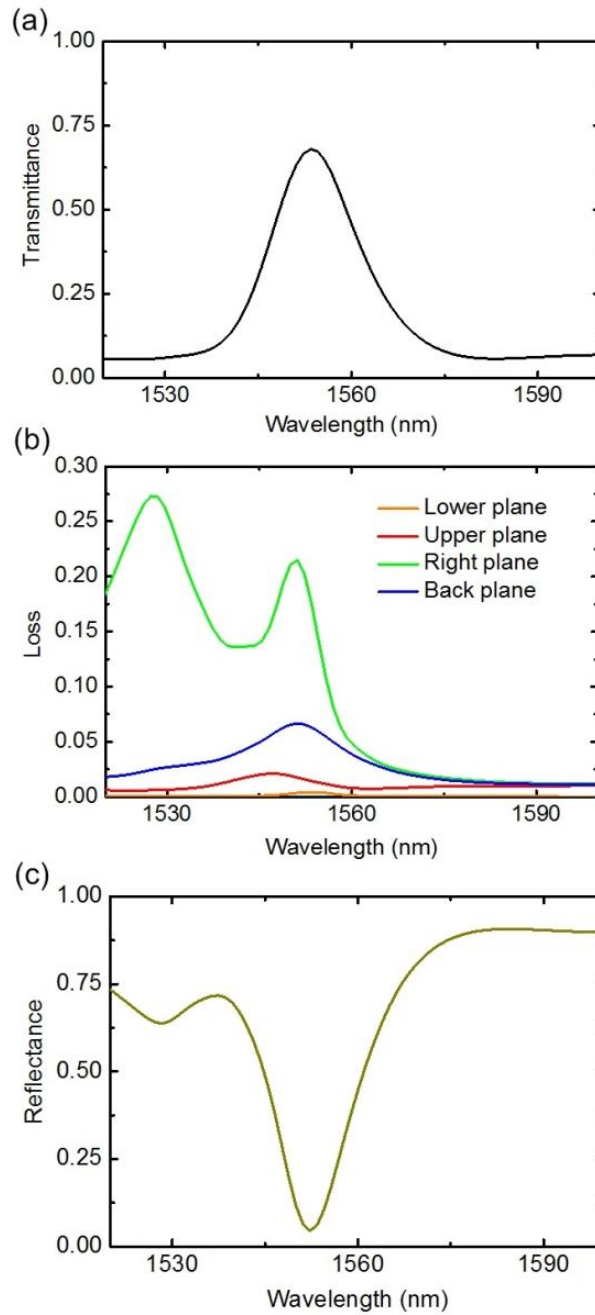 (a)
1.00
0.75
0.50
0.25
0.00
Transmittance
1530 1560 1590
Wavelength (nm)
(b)
0.30
0.25
0.20
0.15
0.10
0.05
0.00
Loss
Lower plane
Upper plane
Right plane
Back plane
1530 1560 1590
Wavelength (nm)
(c)
1.00
0.75
0.50
0.25
0.00
Reflectance
1530 1560 1590
Wavelength (nm)